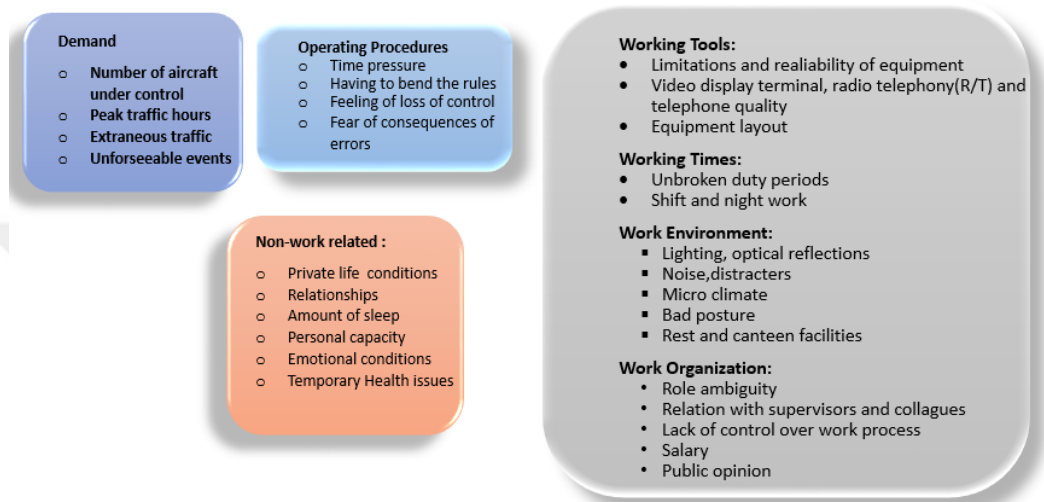 Demand
o Number of aircraft
under control
o Peak traffic hours
o Extraneous traffic
o Unforseeable events
Operating Procedures
o Time pressure
o Having to bend the rules
o Feeling of loss of control
o Fear of consequences of
errors
Non-work related :
o Private life conditions
o Relationships
o Amount of sleep
o Personal capacity
o Emotional conditions
o Temporary Health issues
Working Tools:
• Limitations and realiability of equipment
• Video display terminal, radio telephony(R/T) and
telephone quality
• Equipment layout
Working Times:
• Unbroken duty periods
• Shift and night work
Work Environment:
▪ Lighting, optical reflections
▪ Noise,distracters
▪ Micro climate
▪ Bad posture
▪ Rest and canteen facilities
Work Organization:
• Role ambiguity
• Relation with supervisors and collagues
• Lack of control over work process
• Salary
• Public opinion